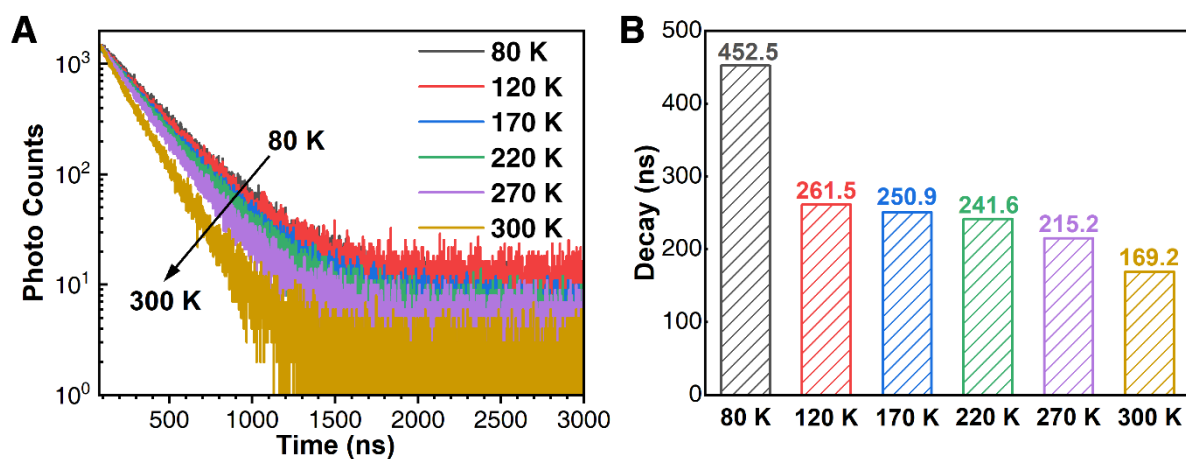 A
Photo Counts
10³
10²
10¹
10⁰
80 K
120 K
170 K
220 K
270 K
300 K
80 K
300 K
500
1000
1500
2000
2500
3000
Time (ns)
B
Decay (ns)
500
400
300
200
100
0
452.5
261.5
250.9
241.6
215.2
169.2
80 K
120 K
170 K
220 K
270 K
300 K